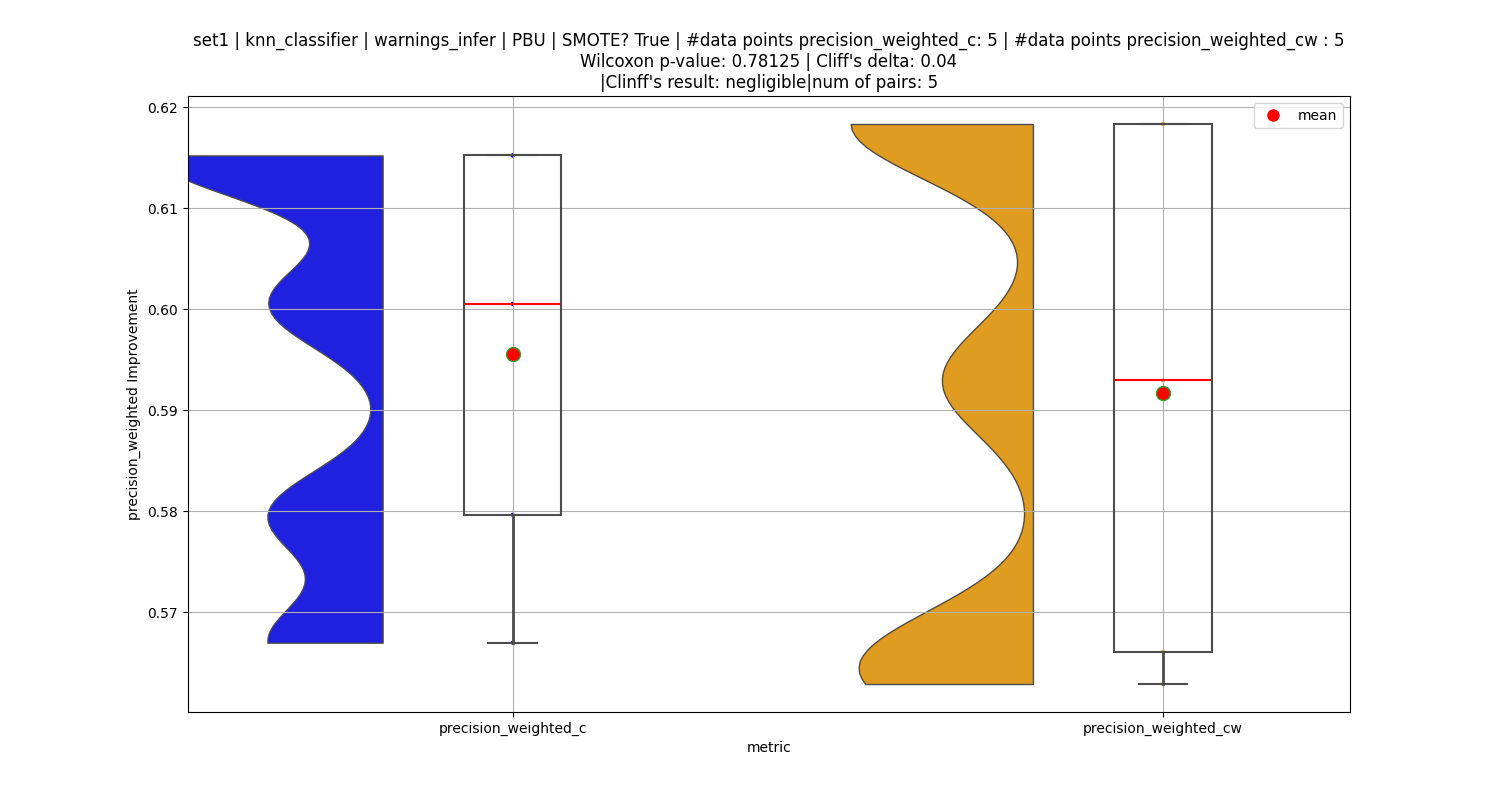 set1 | knn_classifier | warnings_infer | PBU | SMOTE? True | #data points precision_weighted_c: 5 | #data points precision_weighted_cw : 5
Wilcoxon p-value: 0.78125 | Cliff's delta: 0.04
|Clinff's result: negligible|num of pairs: 5
mean
0.62
0.61
0.60
0.59
0.58
0.57
precision_weighted Improvement
precision_weighted_c
precision_weighted_cw
metric